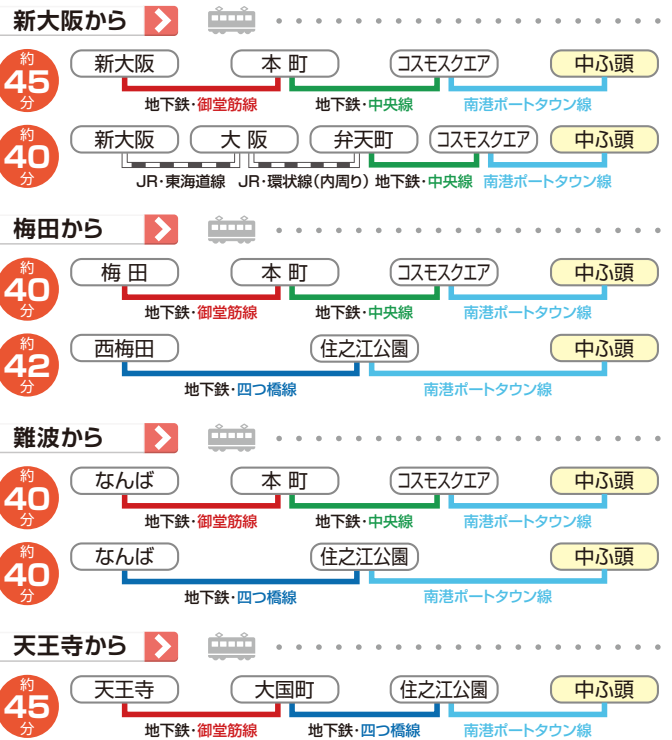 新大阪から
約45分
新大阪 本町 コスモスクエア 中ふ頭
地下鉄・御堂筋線 地下鉄・中央線 南港ポートタウン線
約40分
新大阪 大阪 弁天町 コスモスクエア 中ふ頭
JR・東海道線 JR・環状線(内周り) 地下鉄・中央線 南港ポートタウン線
梅田から
約40分
梅田 本町 コスモスクエア 中ふ頭
地下鉄・御堂筋線 地下鉄・中央線 南港ポートタウン線
約42分
西梅田 住之江公園 中ふ頭
地下鉄・四つ橋線 南港ポートタウン線
難波から
約40分
なんば 本町 コスモスクエア 中ふ頭
地下鉄・御堂筋線 地下鉄・中央線 南港ポートタウン線
約40分
なんば 住之江公園 中ふ頭
地下鉄・四つ橋線 南港ポートタウン線
天王寺から
約45分
天王寺 大国町 住之江公園 中ふ頭
地下鉄・御堂筋線 地下鉄・四つ橋線 南港ポートタウン線